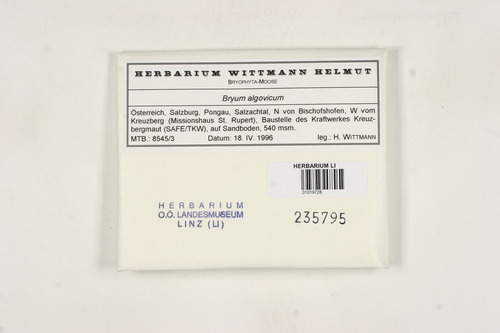 HERBARIUM WITTMANN HELMUT
BRYOPHYTA-MOOSE
Bryum algovicum
Österreich, Salzburg, Pongau, Salzachtal, N von Bischofshofen, W vom
Kreuzberg (Missionshaus St. Rupert), Baustelle des Kraftwerkes Kreuz-
bergmaut (SAFE/TKW), auf Sandboden, 540 msm.
MTB.: 8545/3 Datum: 18. IV. 1996 leg.: H. WITTMANN
HERBARIUM LI
01019728
HERBARIUM
O.Ö. LANDESMUSEUM
LINZ (LI)
235795